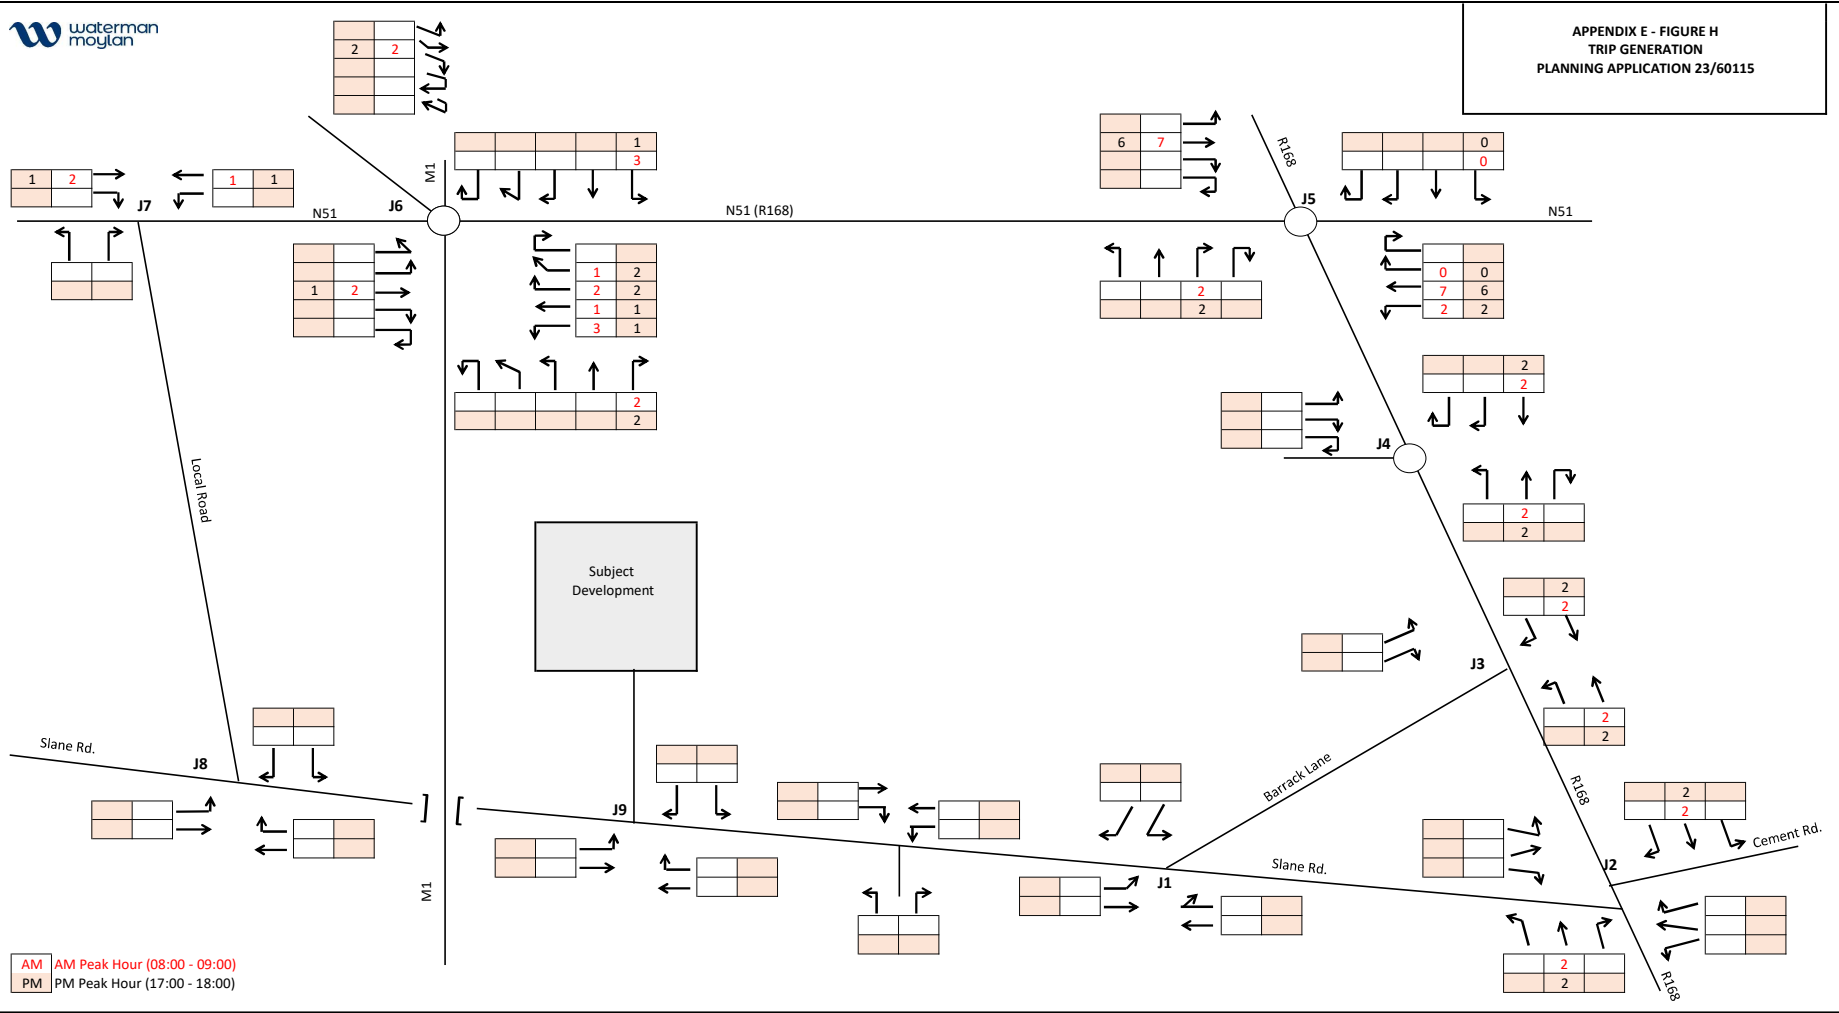 waterman
moylan
APPENDIX E - FIGURE H
TRIP GENERATION
PLANNING APPLICATION 23/60115
2 2
1
3
6 7
0
0
1 2
1 1
J7
N51
J6
M1
N51 (R168)
R168
J5
N51
1 2
1 2
2 2
1 1
3 1
2
2
2
2
0 0
7 6
2 2
2
2
J4
2
2
Local Road
Subject
Development
2
2
J3
2
2
Slane Rd.
J8
]
[
J9
M1
Barrack Lane
J1
Slane Rd.
R168
2
2
Cement Rd.
J2
2
2
R168
AM AM Peak Hour (08:00 - 09:00)
PM PM Peak Hour (17:00 - 18:00)